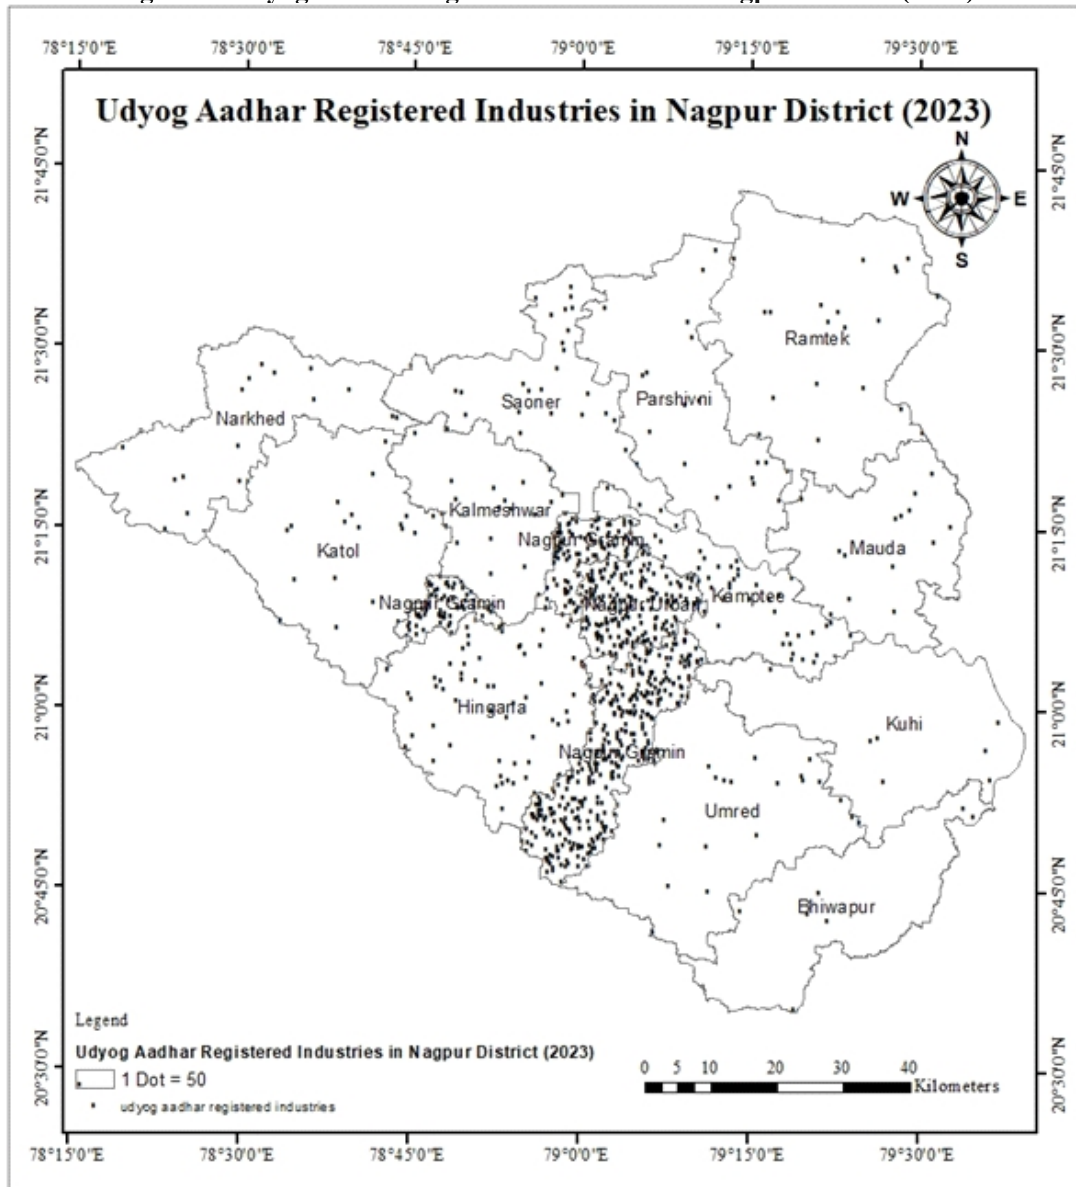 78°15'0"E 78°30'0"E 78°45'0"E 79°0'0"E 79°15'0"E 79°30'0"E
Udyog Aadhar Registered Industries in Nagpur District (2023)
N
W E
S
21°45'0"N 21°45'0"N
21°30'0"N 21°30'0"N
21°15'0"N 21°15'0"N
21°0'0"N 21°0'0"N
20°45'0"N 20°45'0"N
20°30'0"N 20°30'0"N
Ramtek
Saoner
Parshivni
Narkhed
Kalmeshwar
Nagpur Gramin
Katol
Mauda
Nagpur Gramin
Nagpur Urban
Kamptee
Hingana
Kuhi
Nagpur Gramin
Umred
Bhiwapur
Legend
Udyog Aadhar Registered Industries in Nagpur District (2023)
1 Dot = 50
udyog aadhar registered industries
0 5 10 20 30 40
Kilometers
78°15'0"E 78°30'0"E 78°45'0"E 79°0'0"E 79°15'0"E 79°30'0"E